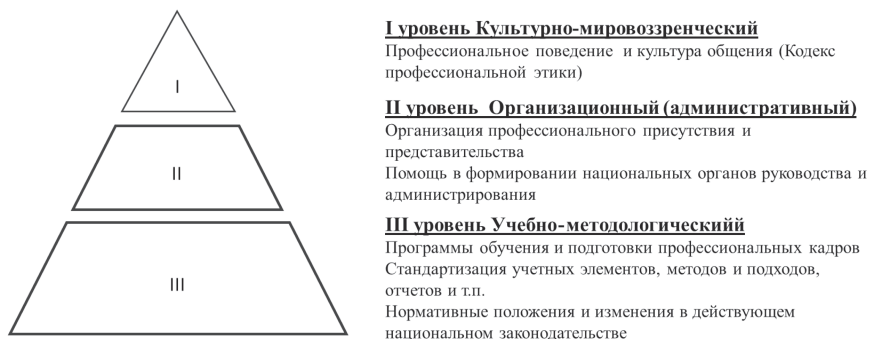 I
II
III
I уровень Культурно-мировоззренческий
Профессиональное поведение и культура общения (Кодекс
профессиональной этики)
II уровень Организационный (административный)
Организация профессионального присутствия и
представительства
Помощь в формировании национальных органов руководства и
администрирования
III уровень Учебно-методологическиййй
Программы обучения и подготовки профессиональных кадров
Стандартизация учетных элементов, методов и подходов,
отчетов и т.п.
Нормативные положения и изменения в действующем
национальном законодательстве